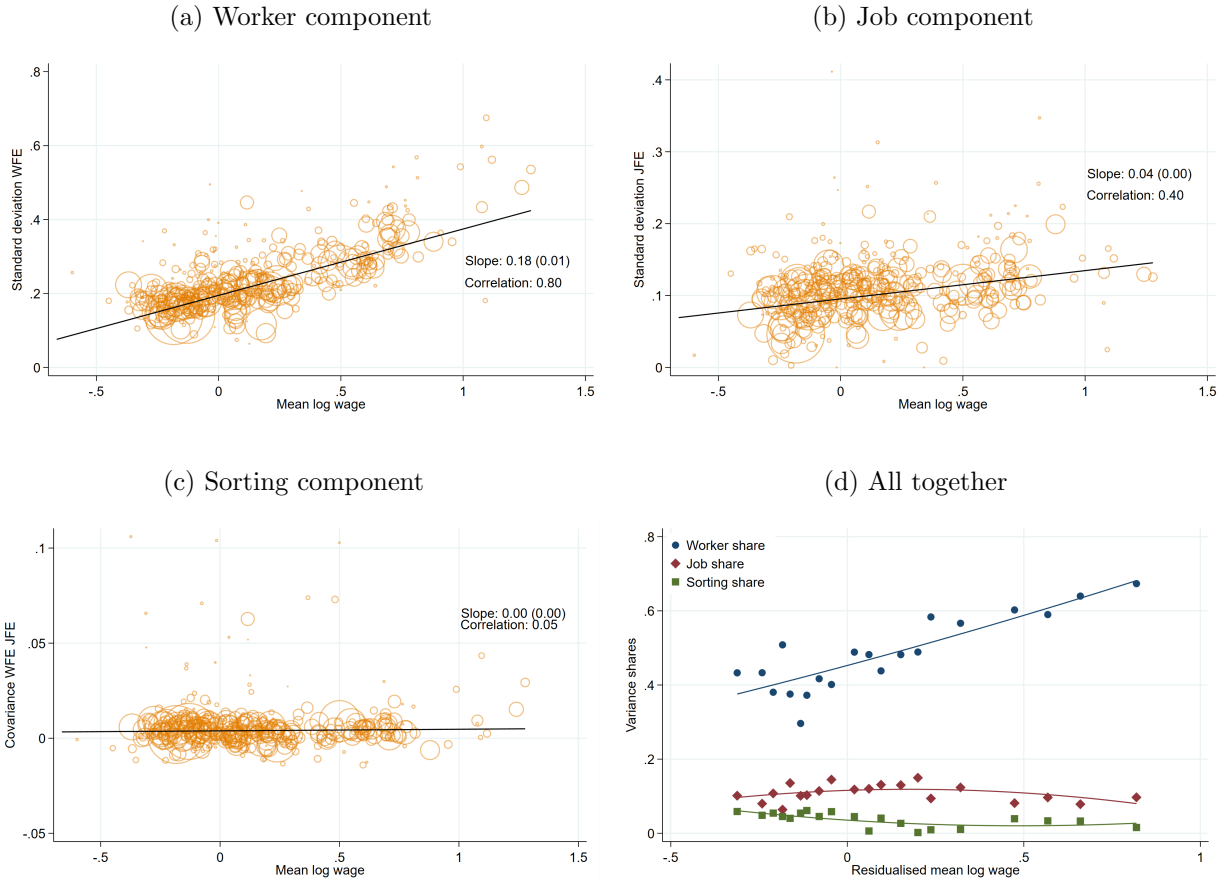 (a) Worker component
Standard deviation WFE
.8
.6
.4
.2
0
Slope: 0.18 (0.01)
Correlation: 0.80
-.5
0
.5
1
1.5
Mean log wage
(b) Job component
Standard deviation JFE
.4
.3
.2
.1
0
Slope: 0.04 (0.00)
Correlation: 0.40
-.5
0
.5
1
1.5
Mean log wage
(c) Sorting component
Covariance WFE JFE
.1
.05
0
-.05
Slope: 0.00 (0.00)
Correlation: 0.05
-.5
0
.5
1
1.5
Mean log wage
(d) All together
Variance shares
.8
.6
.4
.2
0
Worker share
Job share
Sorting share
-.5
0
.5
1
Residualised mean log wage